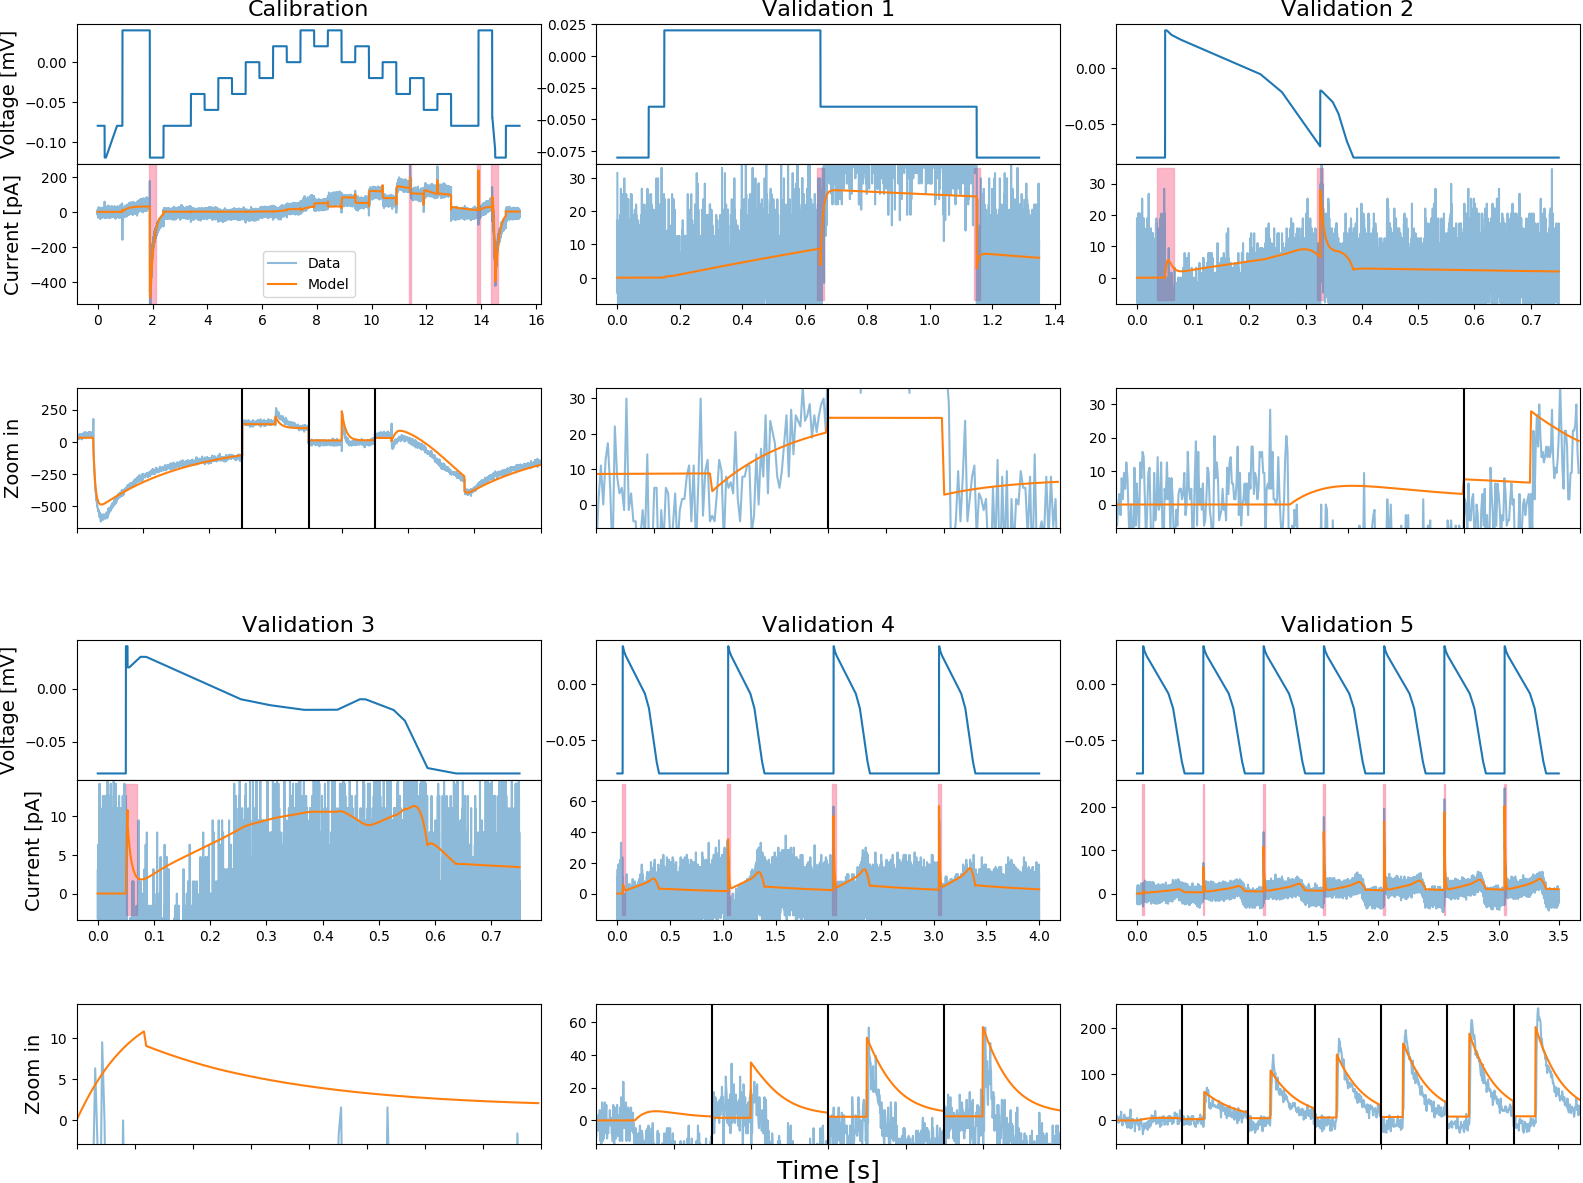 Calibration
Validation 1
Validation 2
Voltage [mV]
0.00
−0.05
−0.10
0.025
0.000
−0.025
−0.050
−0.075
0.00
−0.05
Current [pA]
200
0
−200
−400
Data
Model
30
20
10
0
30
20
10
0
0 2 4 6 8 10 12 14 16
0.0 0.2 0.4 0.6 0.8 1.0 1.2 1.4
0.0 0.1 0.2 0.3 0.4 0.5 0.6 0.7
Zoom in
250
0
−250
−500
30
20
10
0
30
20
10
0
Validation 3
Validation 4
Validation 5
Voltage [mV]
0.00
−0.05
0.00
−0.05
0.00
−0.05
Current [pA]
10
5
0
60
40
20
0
200
100
0
0.0 0.1 0.2 0.3 0.4 0.5 0.6 0.7
0.0 0.5 1.0 1.5 2.0 2.5 3.0 3.5 4.0
0.0 0.5 1.0 1.5 2.0 2.5 3.0 3.5
Zoom in
10
5
0
60
40
20
0
200
100
0
Time [s]